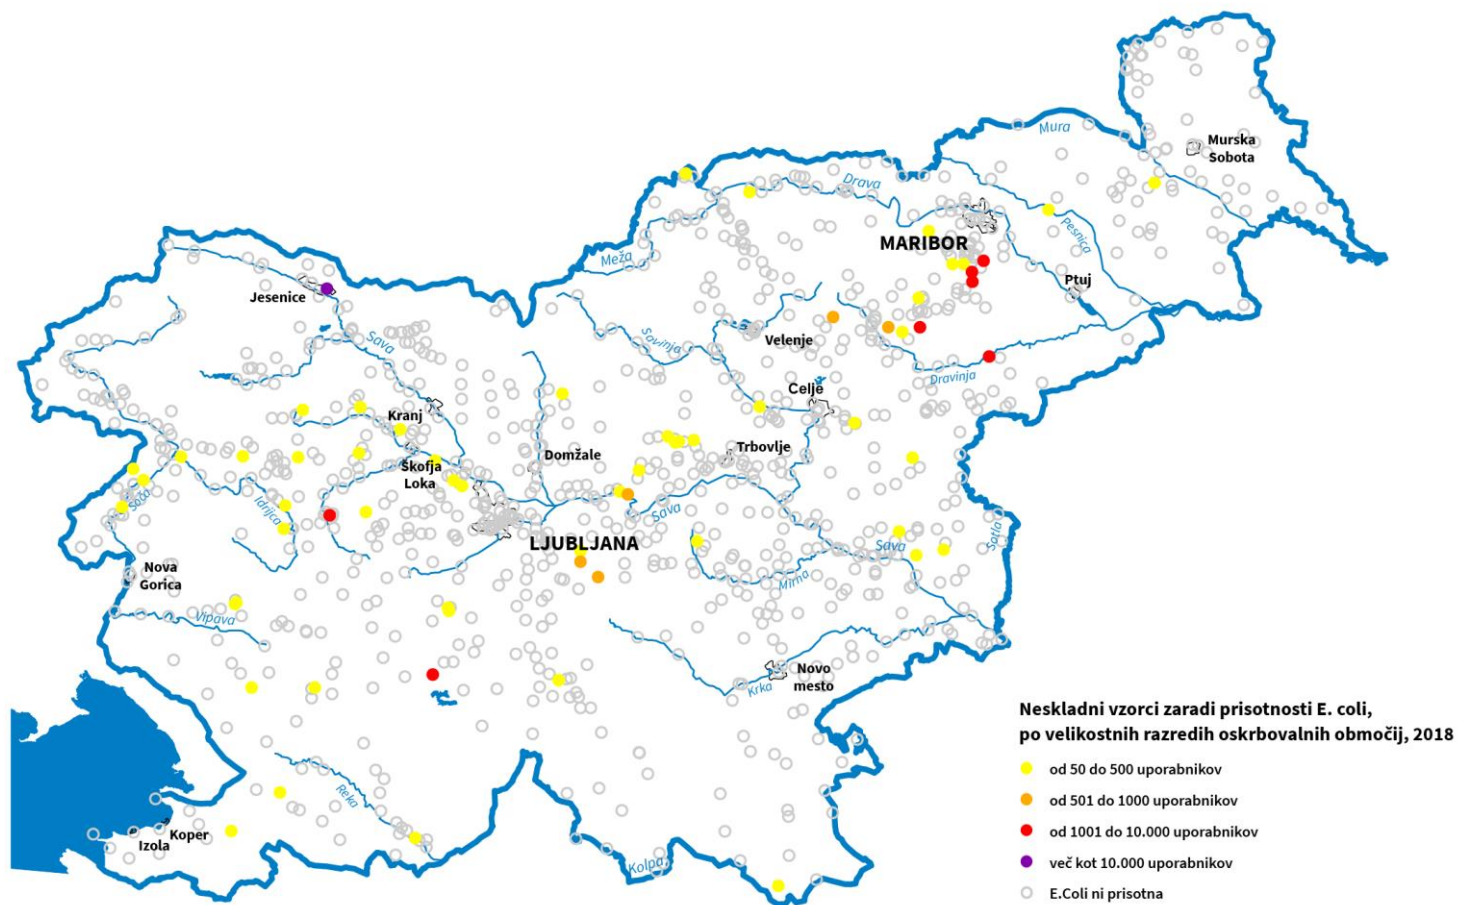 Mura
Murska
Sobota
Drava
Pesnica
MARIBOR
Meža
Ptuj
Jesenice
Sava
Savinja
Velenje
Dravinja
Celje
Kranj
Trbovlje
Domžale
Škofja
Loka
Soča
Idrijca
Sava
LJUBLJANA
Sava
Sotla
Nova
Gorica
Mirna
Vipava
Novo
mesto
Krka
Neskladni vzorci zaradi prisotnosti E. coli,
po velikostnih razredih oskrbovalnih območij, 2018
od 50 do 500 uporabnikov
od 501 do 1000 uporabnikov
od 1001 do 10.000 uporabnikov
več kot 10.000 uporabnikov
E.Coli ni prisotna
Reka
Koper
Izola
Kolpa